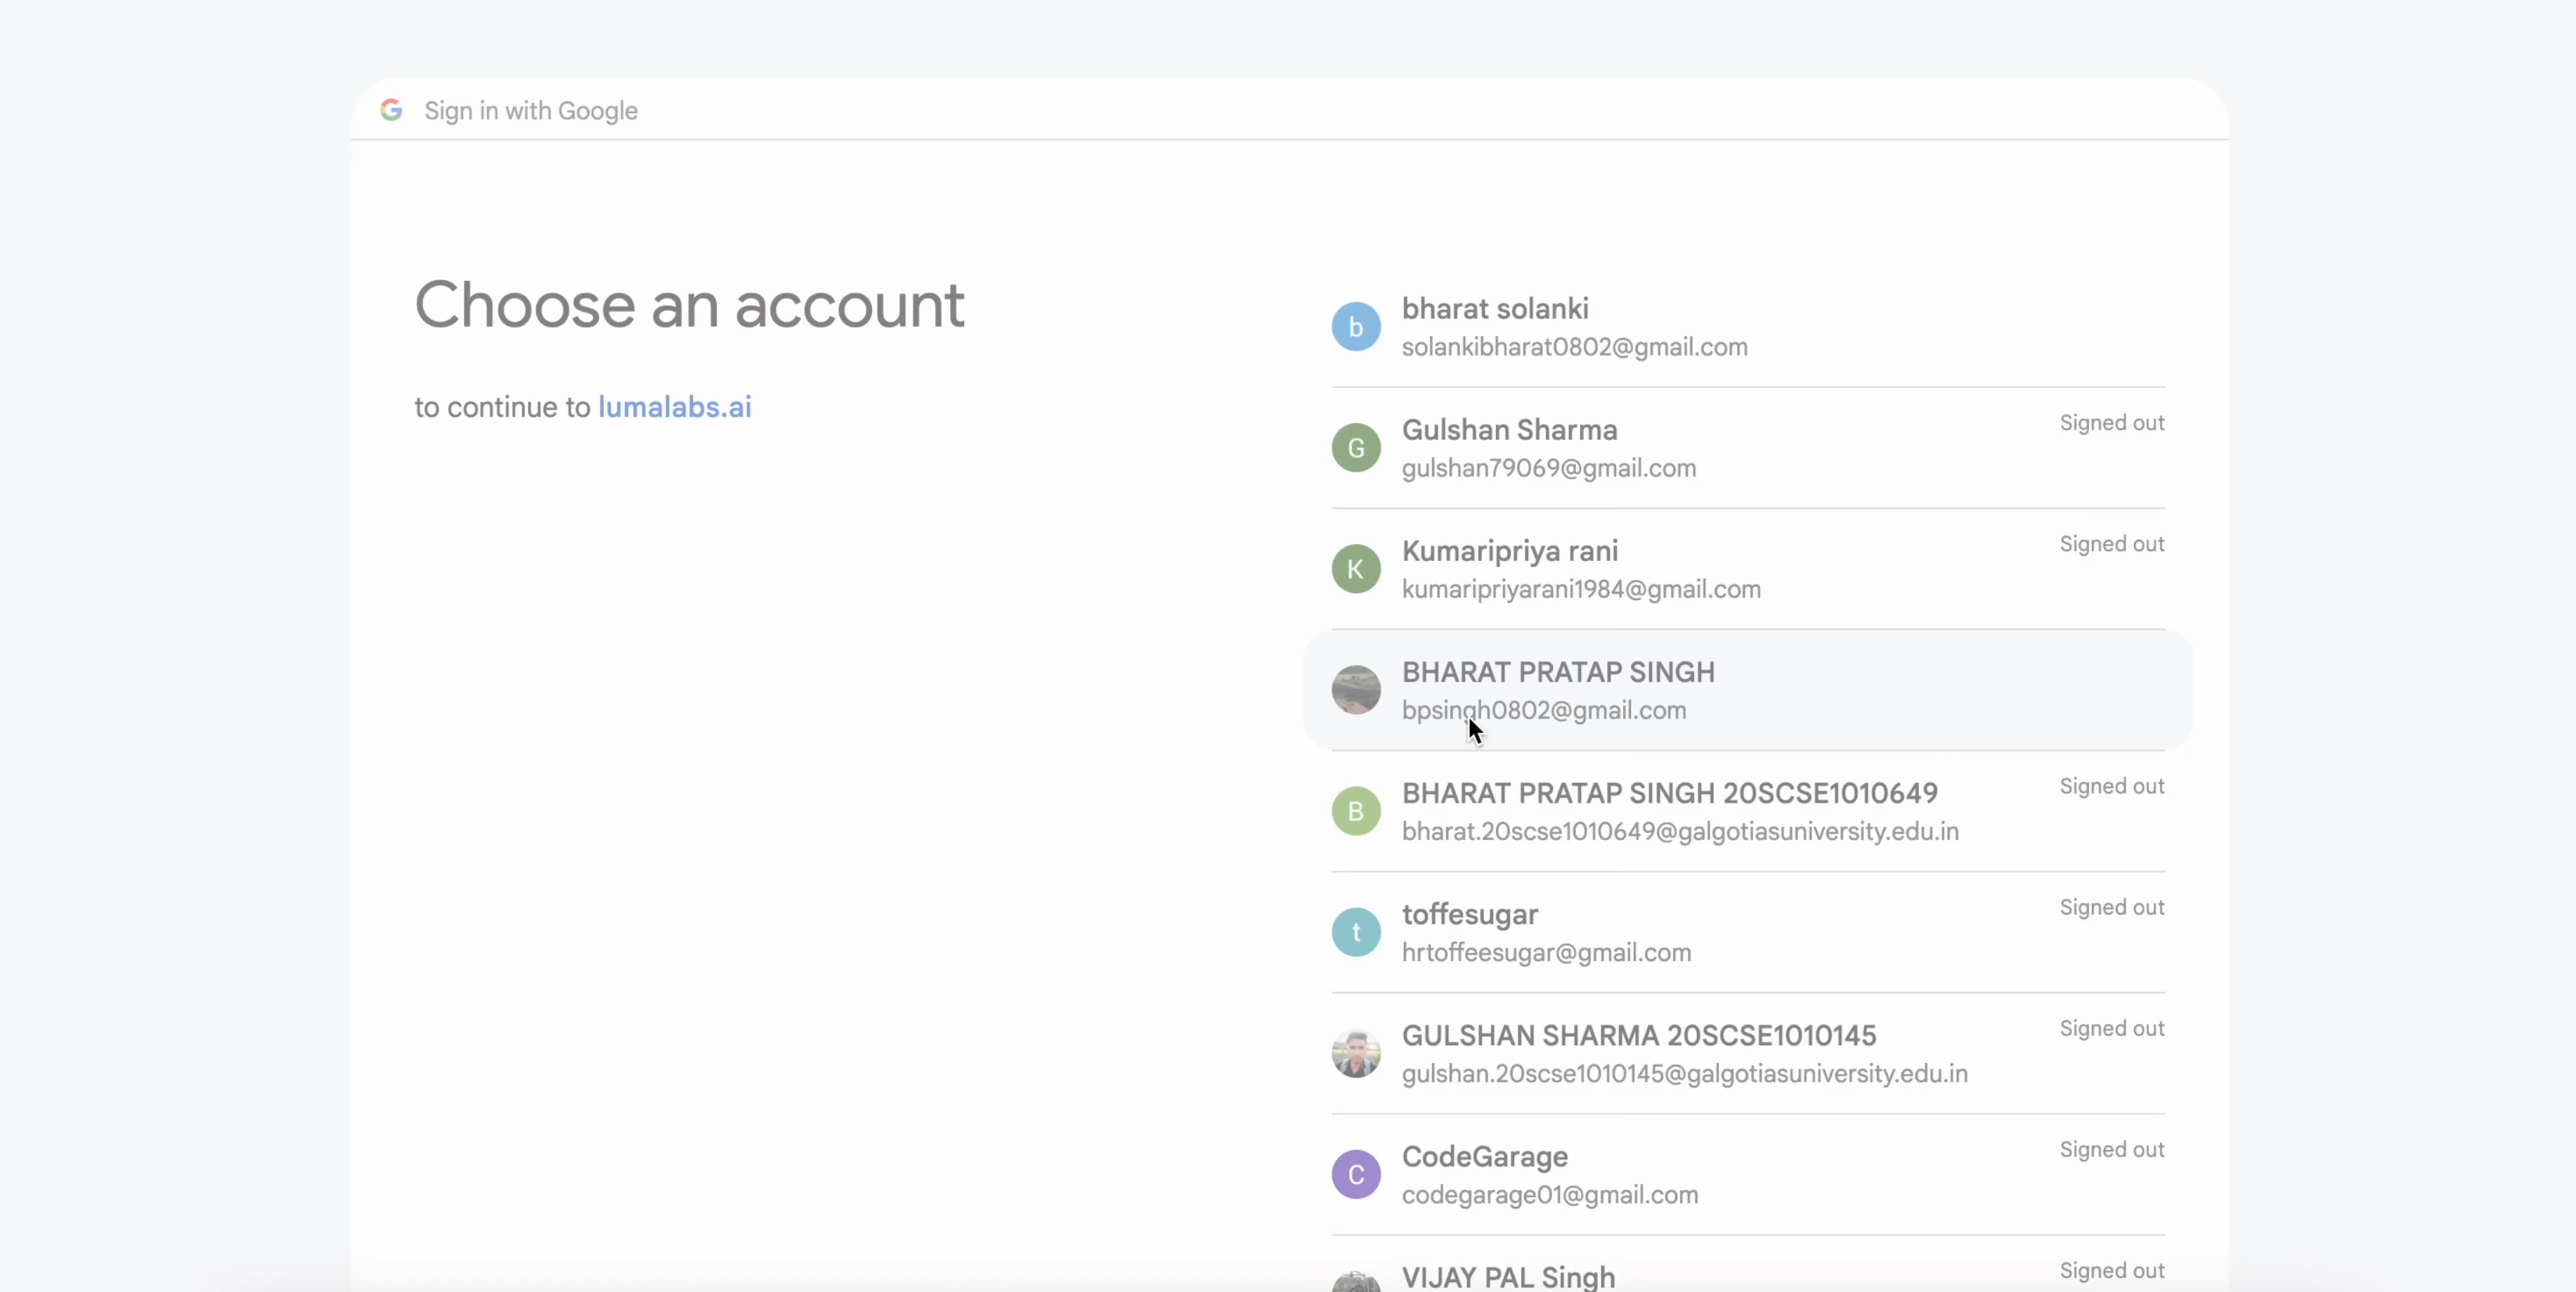 Sign in with Google
Choose an account
to continue to lumalabs.ai
b
bharat solanki
solankibharat0802@gmail.com
G
Gulshan Sharma
gulshan79069@gmail.com
Signed out
K
Kumaripriya rani
kumaripriyarani1984@gmail.com
Signed out
BHARAT PRATAP SINGH
bpsingh0802@gmail.com
B
BHARAT PRATAP SINGH 20SCSE1010649
bharat.20scse1010649@galgotiasuniversity.edu.in
Signed out
t
toffesugar
hrtoffeesugar@gmail.com
Signed out
GULSHAN SHARMA 20SCSE1010145
gulshan.20scse1010145@galgotiasuniversity.edu.in
Signed out
C
CodeGarage
codegarage01@gmail.com
Signed out
VIJAY PAL Singh
Signed out